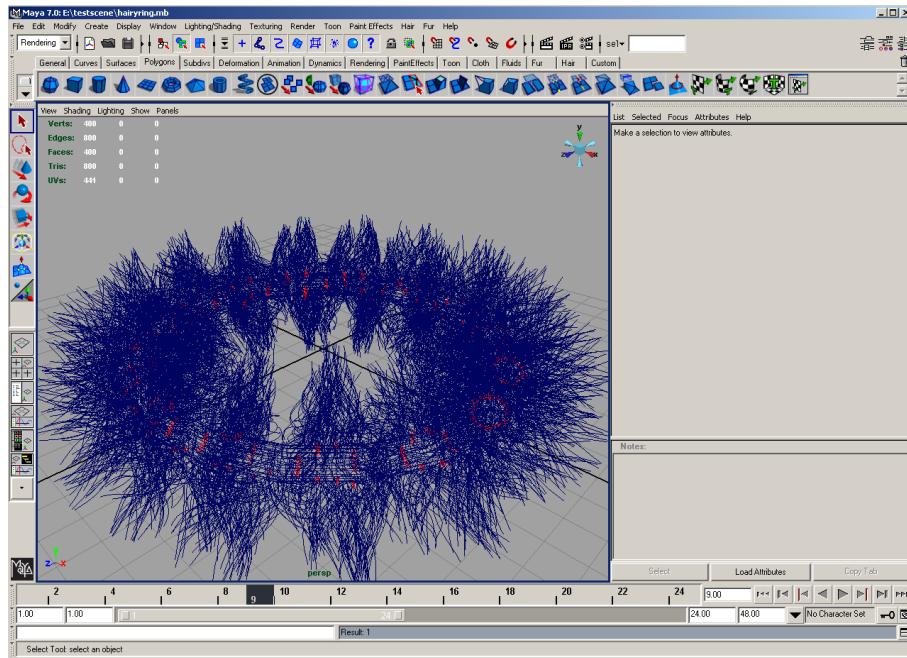 Maya 7.0: E:\testscene\hairyring.mb
File Edit Modify Create Display Window Lighting/Shading Texturing Render Toon Paint Effects Hair Fur Help
Rendering sel
General Curves Surfaces Polygons Subdivs Deformation Animation Dynamics Rendering PaintEffects Toon Cloth Fluids Fur Hair Custom
View Shading Lighting Show Panels
List Selected Focus Attributes Help
Make a selection to view attributes.
Verts: 400 0 0
Edges: 800 0 0
Faces: 400 0 0
Tris: 800 0 0
UVs: 441 0 0
y
z x
Notes:
z x
persp
Select Load Attributes Copy Tab
2 4 6 8 9 10 12 14 16 18 20 22 24 9.00
1.00 1.00 1 24 24.00 48.00 No Character Set
Result: 1
Select Tool: select an object